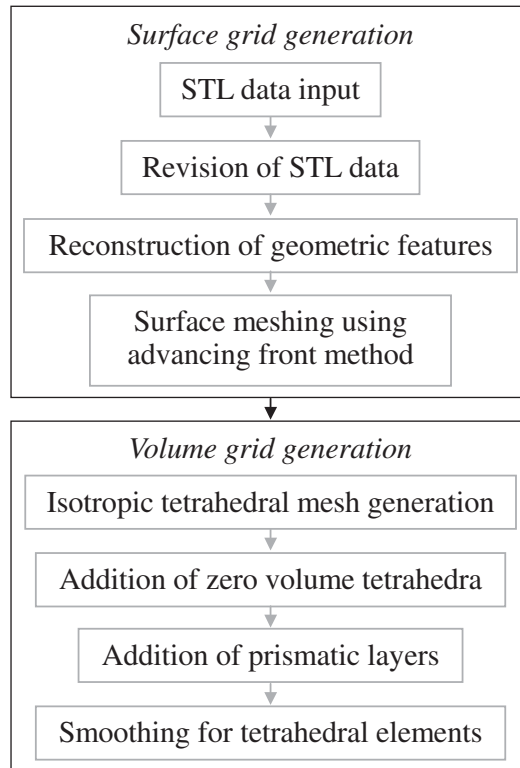 Surface grid generation
STL data input
Revision of STL data
Reconstruction of geometric features
Surface meshing using
advancing front method
Volume grid generation
Isotropic tetrahedral mesh generation
Addition of zero volume tetrahedra
Addition of prismatic layers
Smoothing for tetrahedral elements